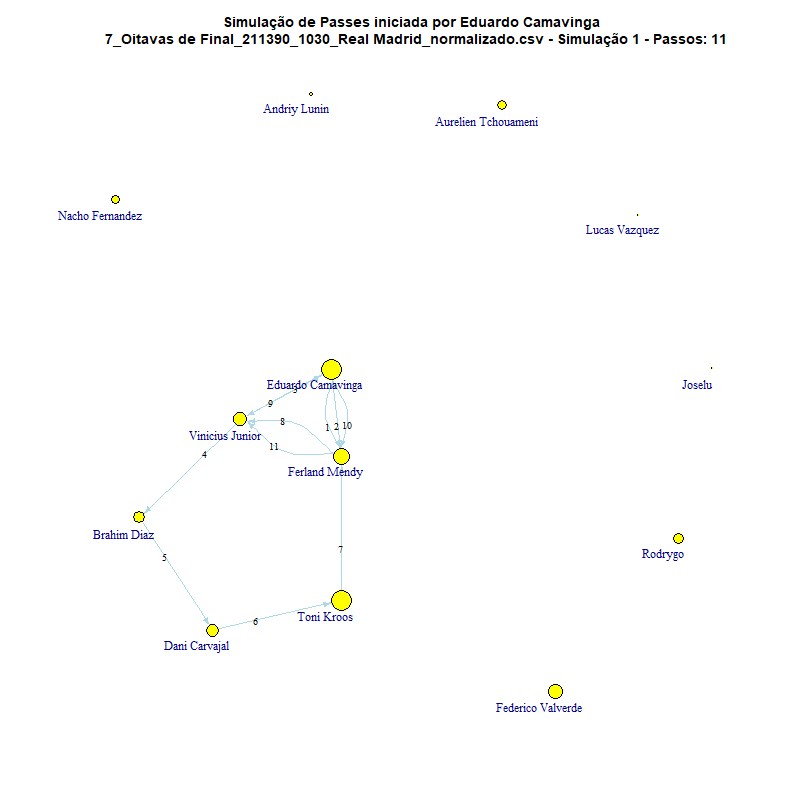 Simulação de Passes iniciada por Eduardo Camavinga
7_Oitavas de Final_211390_1030_Real Madrid_normalizado.csv - Simulação 1 - Passos: 11
Andriy Lunin
Aurelien Tchouameni
Nacho Fernandez
Lucas Vazquez
Eduardo Camavinga
Joselu
3
9
8
1
2
10
Vinicius Junior
11
4
Ferland Mendy
Brahim Diaz
7
Rodrygo
5
Toni Kroos
6
Dani Carvajal
Federico Valverde